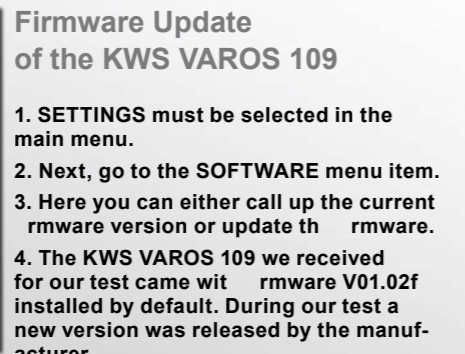 Firmware Update
of the KWS VAROS 109
1. SETTINGS must be selected in the
main menu.
2. Next, go to the SOFTWARE menu item.
3. Here you can either call up the current
rmware version or update th rmware.
4. The KWS VAROS 109 we received
for our test came wit rmware V01.02f
installed by default. During our test a
new version was released by the manuf-
acturer